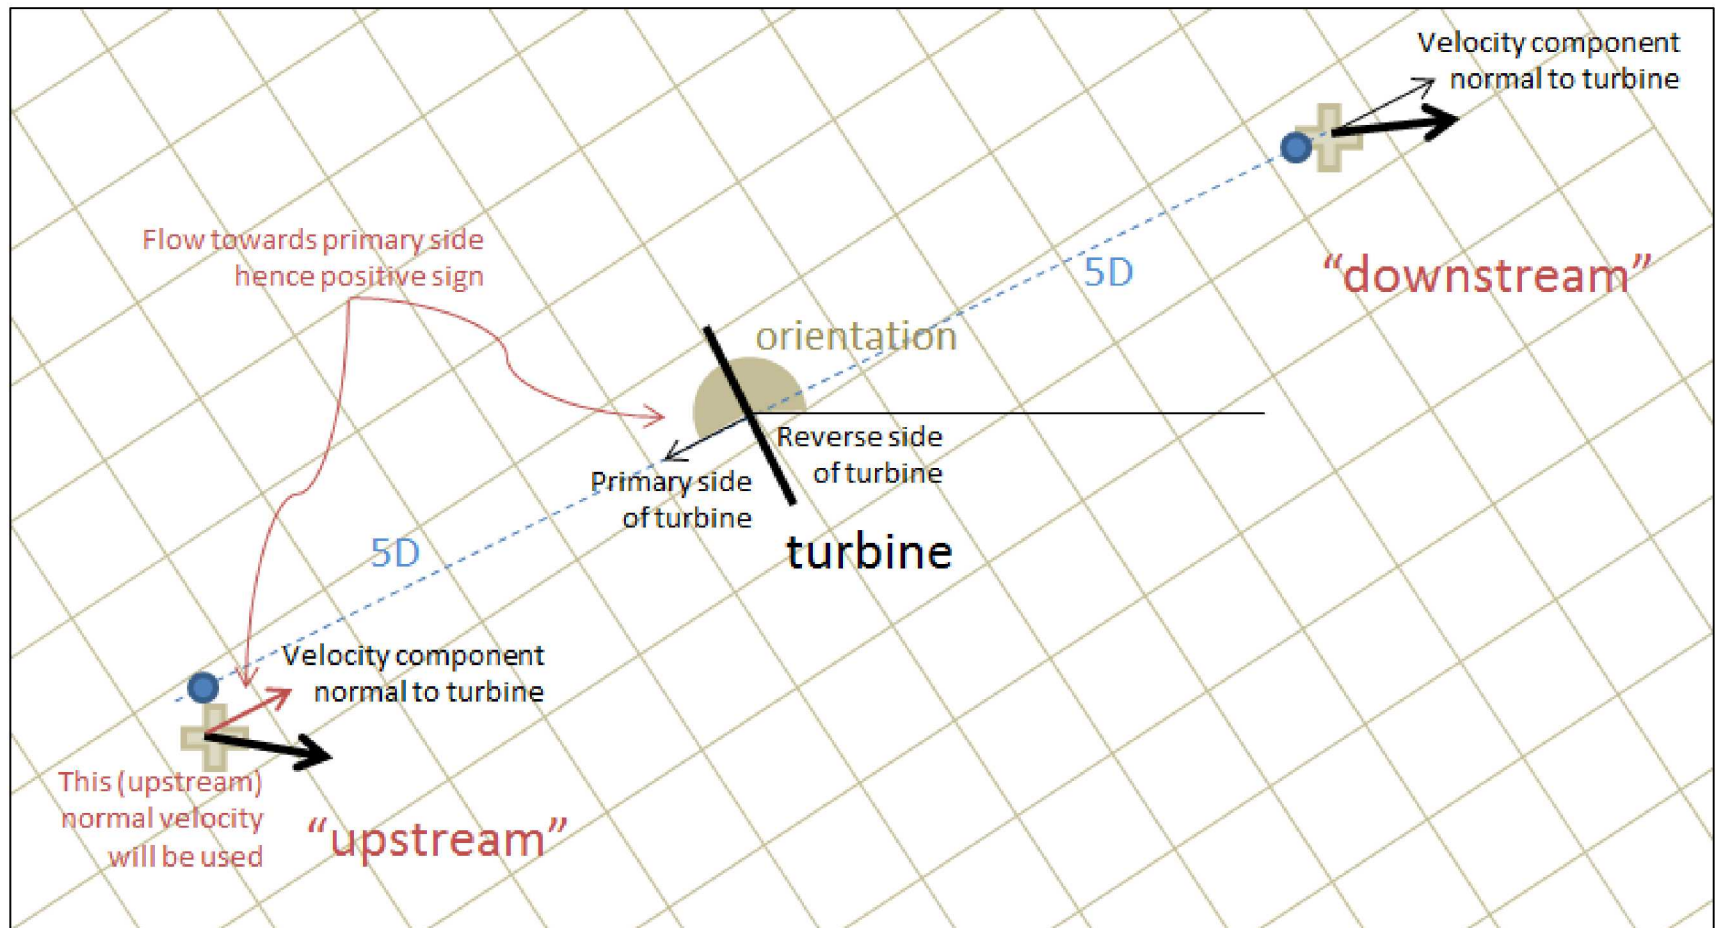 Velocity component
normal to turbine
Flow towards primary side
hence positive sign
5D
“downstream”
orientation
Reverse side
of turbine
Primary side
of turbine
turbine
5D
Velocity component
normal to turbine
This (upstream)
normal velocity
will be used
“upstream”